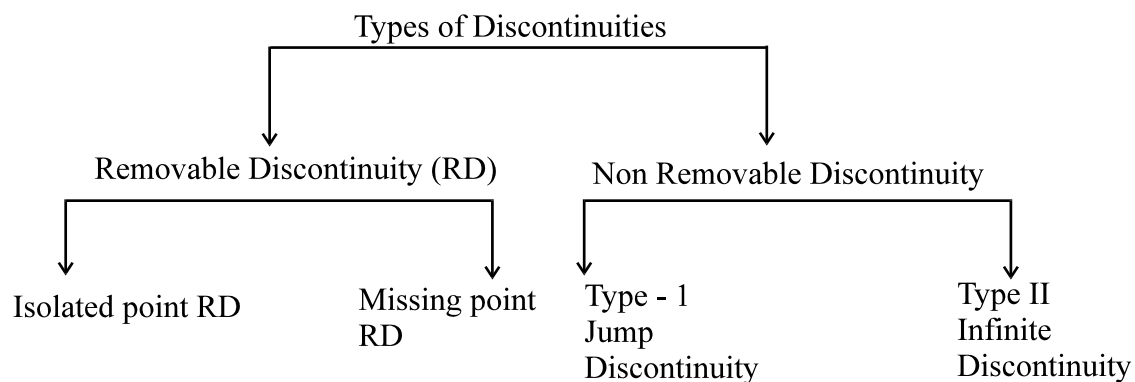 Types of Discontinuities
Removable Discontinuity (RD)
Non Removable Discontinuity
Isolated point RD
Missing point
RD
Type - 1
Jump
Discontinuity
Type II
Infinite
Discontinuity